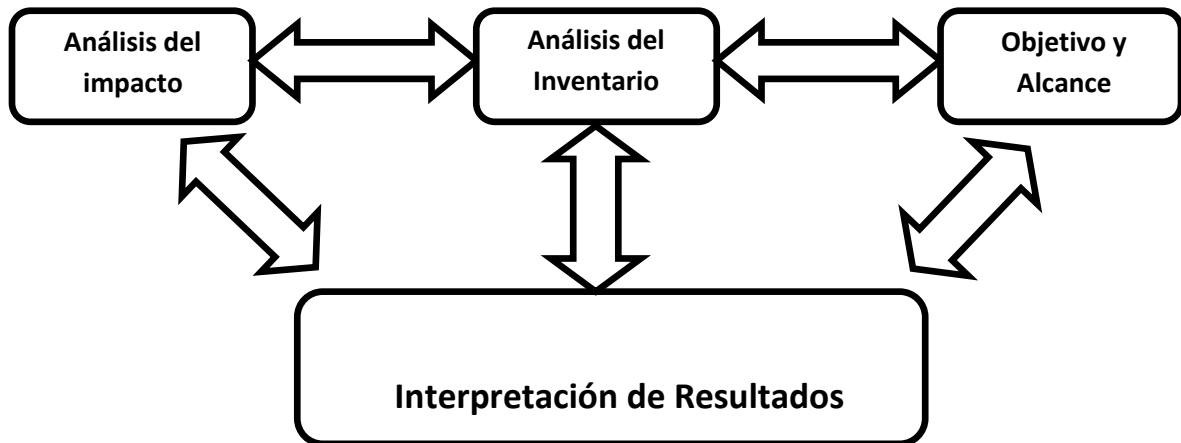 Análisis del
impacto
Análisis del
Inventario
Objetivo y
Alcance
Interpretación de Resultados